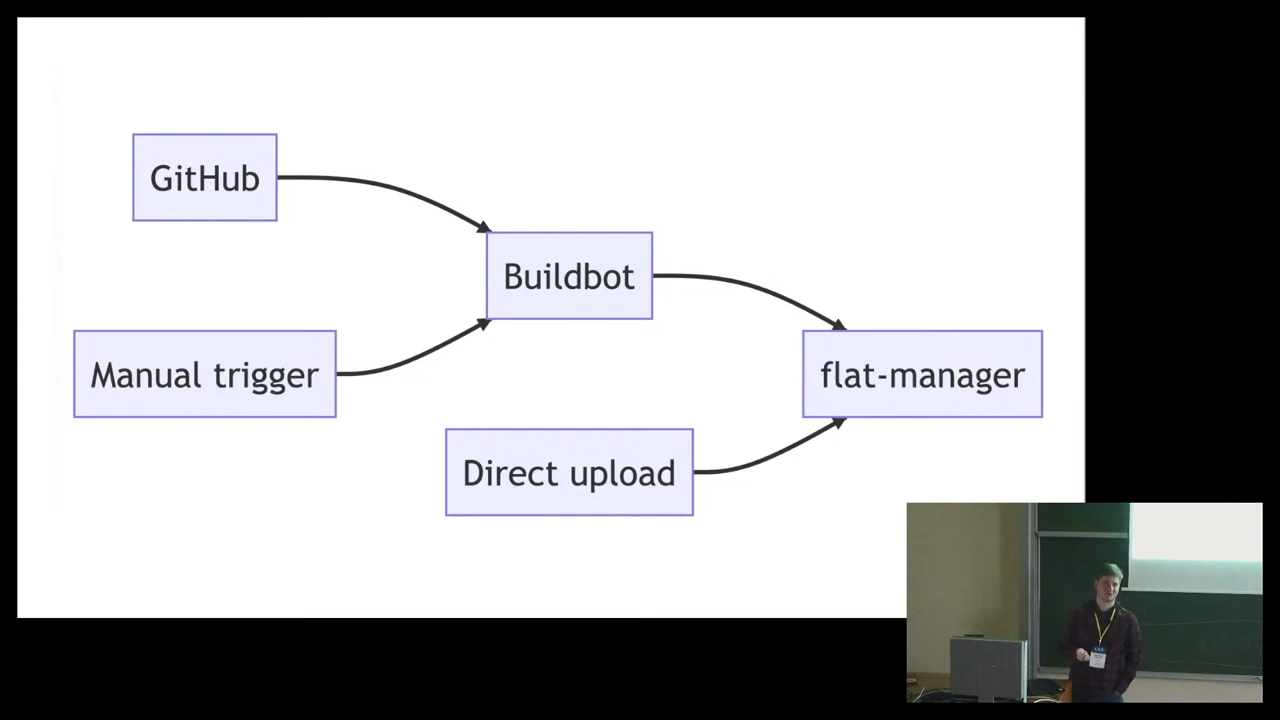 GitHub
Buildbot
Manual trigger
flat-manager
Direct upload